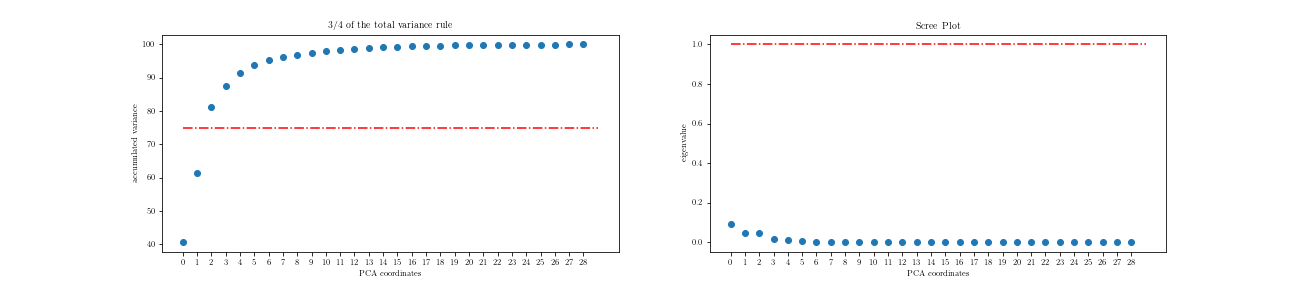 3/4 of the total variance rule
100
90
80
70
60
50
40
accumulated variance
0 1 2 3 4 5 6 7 8 9 10 11 12 13 14 15 16 17 18 19 20 21 22 23 24 25 26 27 28
PCA coordinates
Scree Plot
1.0
0.8
0.6
0.4
0.2
0.0
eigenvalue
0 1 2 3 4 5 6 7 8 9 10 11 12 13 14 15 16 17 18 19 20 21 22 23 24 25 26 27 28
PCA coordinates